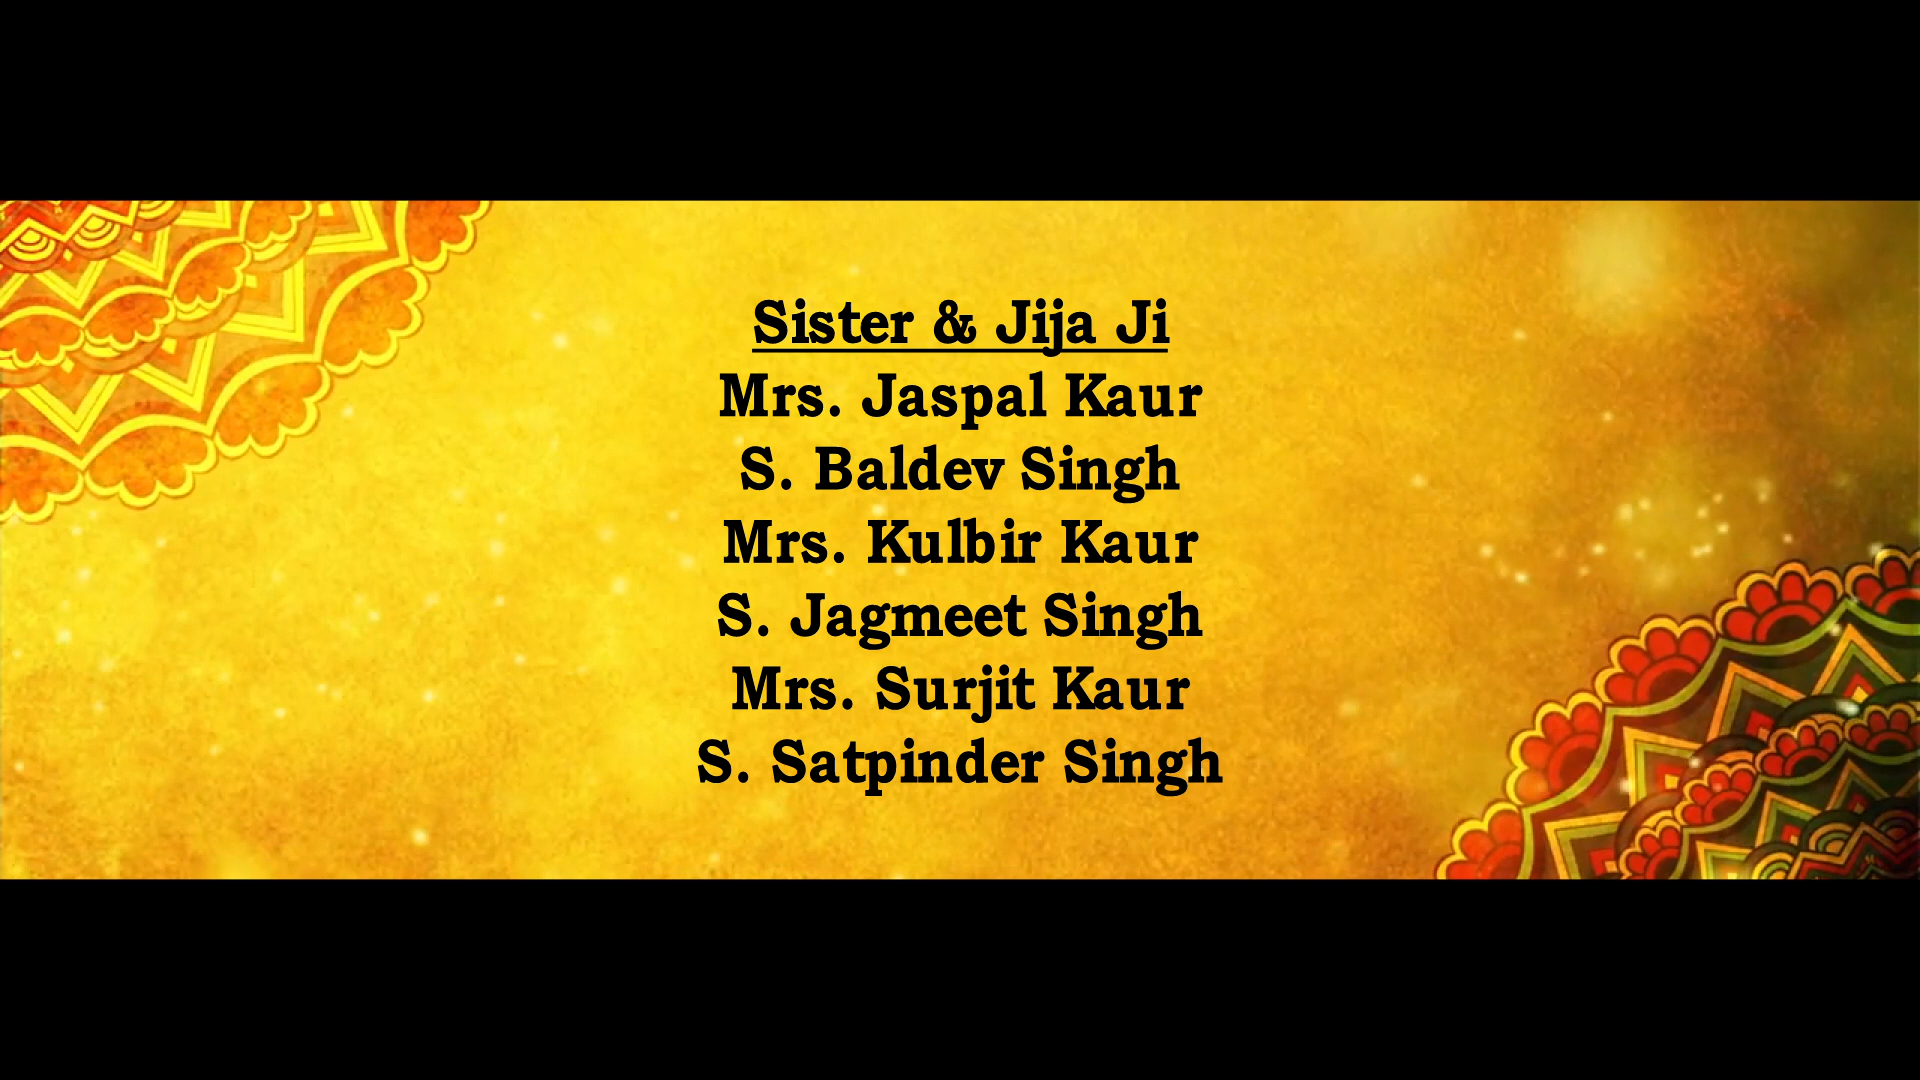 Sister & Jija Ji
Mrs. Jaspal Kaur
S. Baldev Singh
Mrs. Kulbir Kaur
S. Jagmeet Singh
Mrs. Surjit Kaur
S. Satpinder Singh